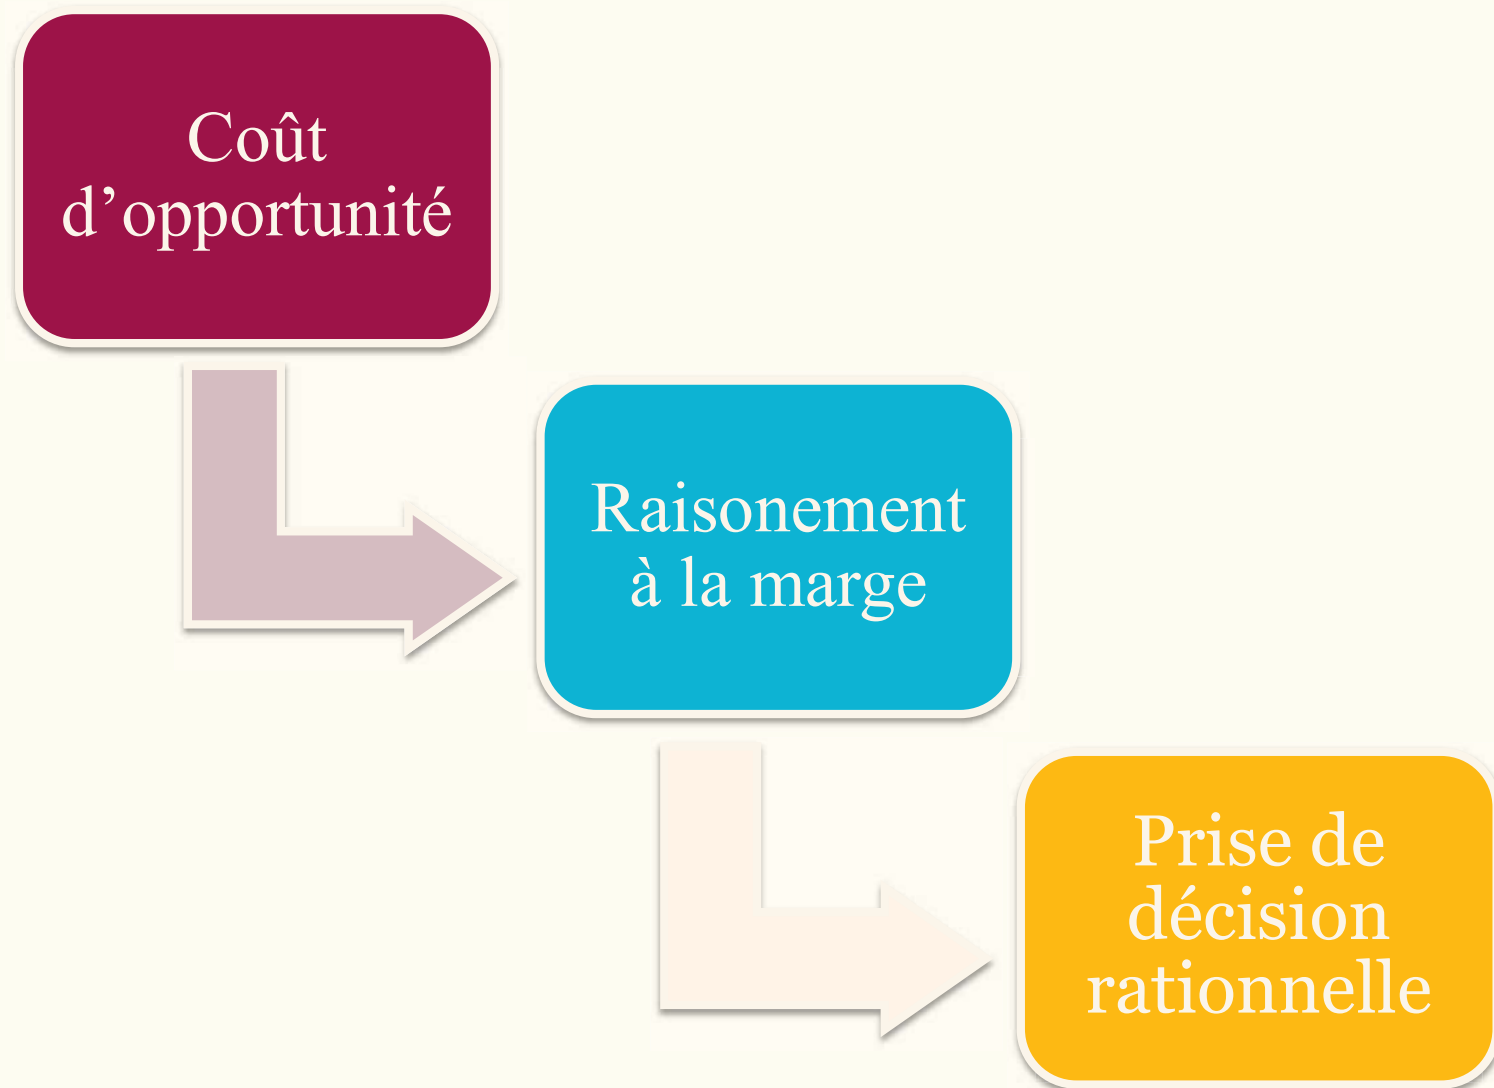 Coût
d’opportunité
Raisonement
à la marge
Prise de
décision
rationnelle